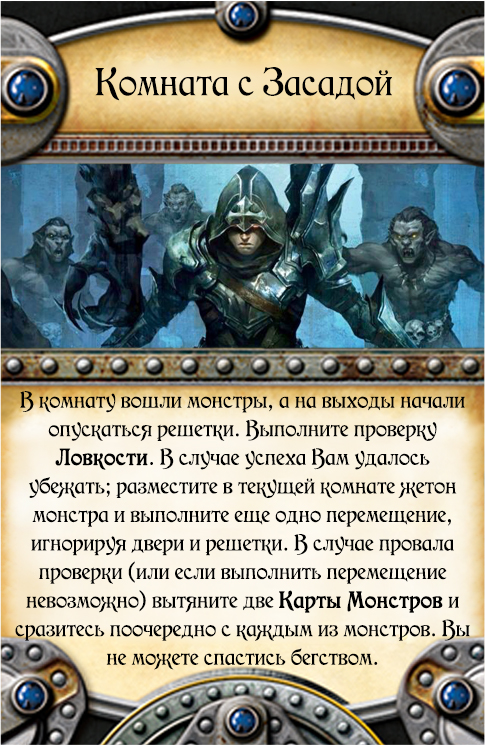 Комната с Засадой
В комнату вошли монстры, а на выходы начали
опускаться решетки. Выполните проверку
Ловкости. В случае успеха Вам удалось
убежать; разместите в текущей комнате жетон
монстра и выполните еще одно перемещение,
игнорируя двери и решетки. В случае провала
проверки (или если выполнить перемещение
невозможно) вытяните две Карты Монстров и
сразитесь поочередно с каждым из монстров. Вы
не можете спастись бегством.